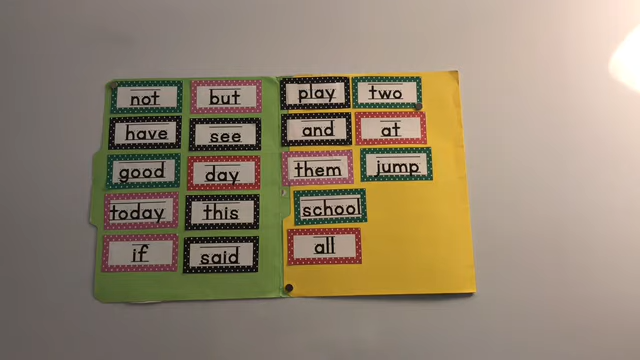 not but play two
have see and at
good day them jump
today this school
if said all